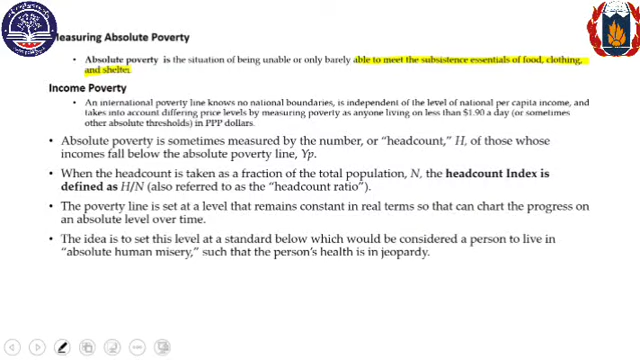 Measuring Absolute Poverty
• Absolute poverty is the situation of being unable or only barely able to meet the subsistence essentials of food, clothing,
and shelter.
Income Poverty
• An international poverty line knows no national boundaries, is independent of the level of national per capita income, and
takes into account differing price levels by measuring poverty as anyone living on less than $1.90 a day (or sometimes
other absolute thresholds) in PPP dollars.
• Absolute poverty is sometimes measured by the number, or “headcount,” H, of those whose
incomes fall below the absolute poverty line, Yp.
• When the headcount is taken as a fraction of the total population, N, the headcount Index is
defined as H/N (also referred to as the “headcount ratio”).
• The poverty line is set at a level that remains constant in real terms so that can chart the progress on
an absolute level over time.
• The idea is to set this level at a standard below which would be considered a person to live in
“absolute human misery,” such that the person’s health is in jeopardy.